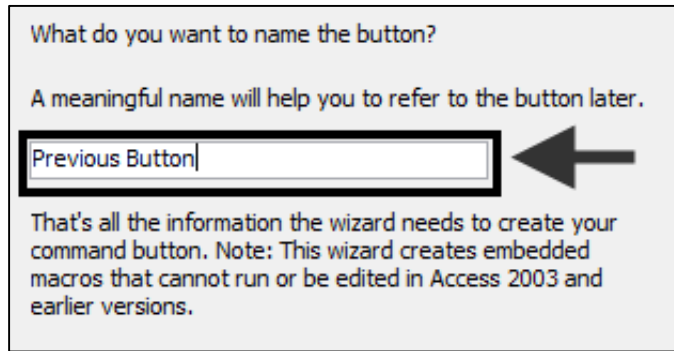 What do you want to name the button?
A meaningful name will help you to refer to the button later.
Previous Button
That's all the information the wizard needs to create your
command button. Note: This wizard creates embedded
macros that cannot run or be edited in Access 2003 and
earlier versions.